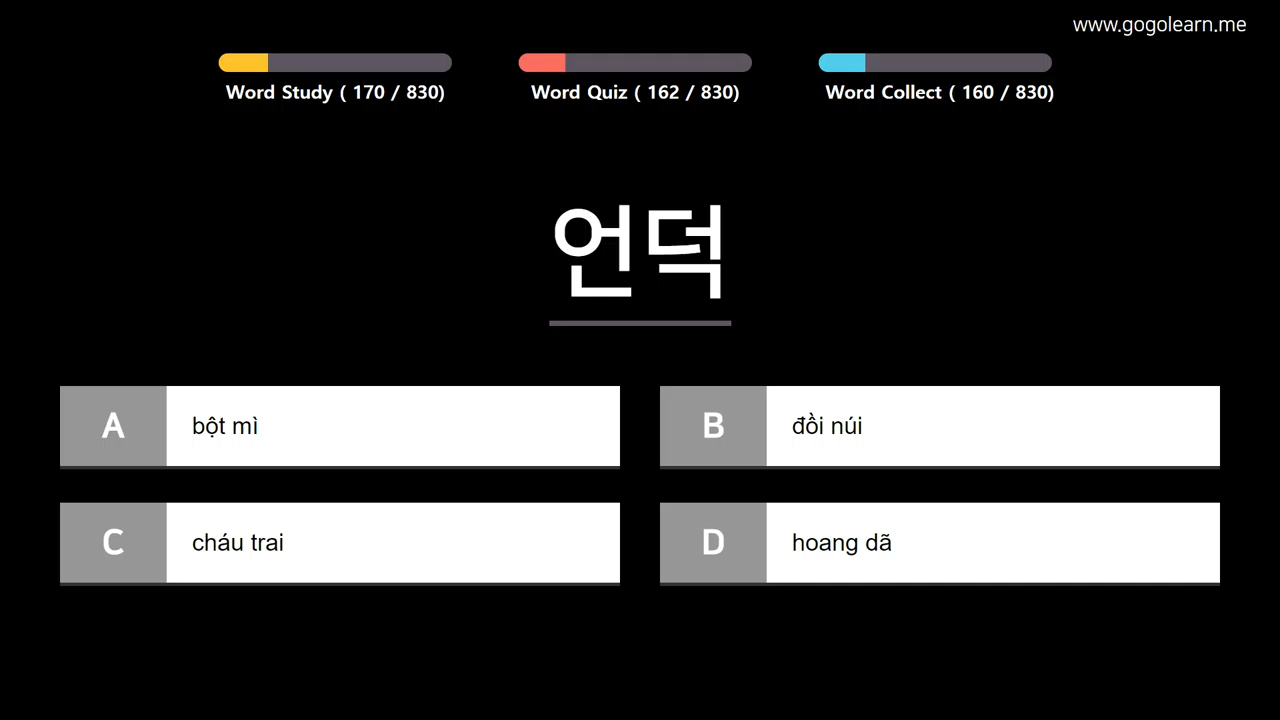 www.gogolearn.me
Word Study ( 170 / 830)
Word Quiz ( 162 / 830)
Word Collect ( 160 / 830)
언덕
A bột mì
B đồi núi
C cháu trai
D hoang dã